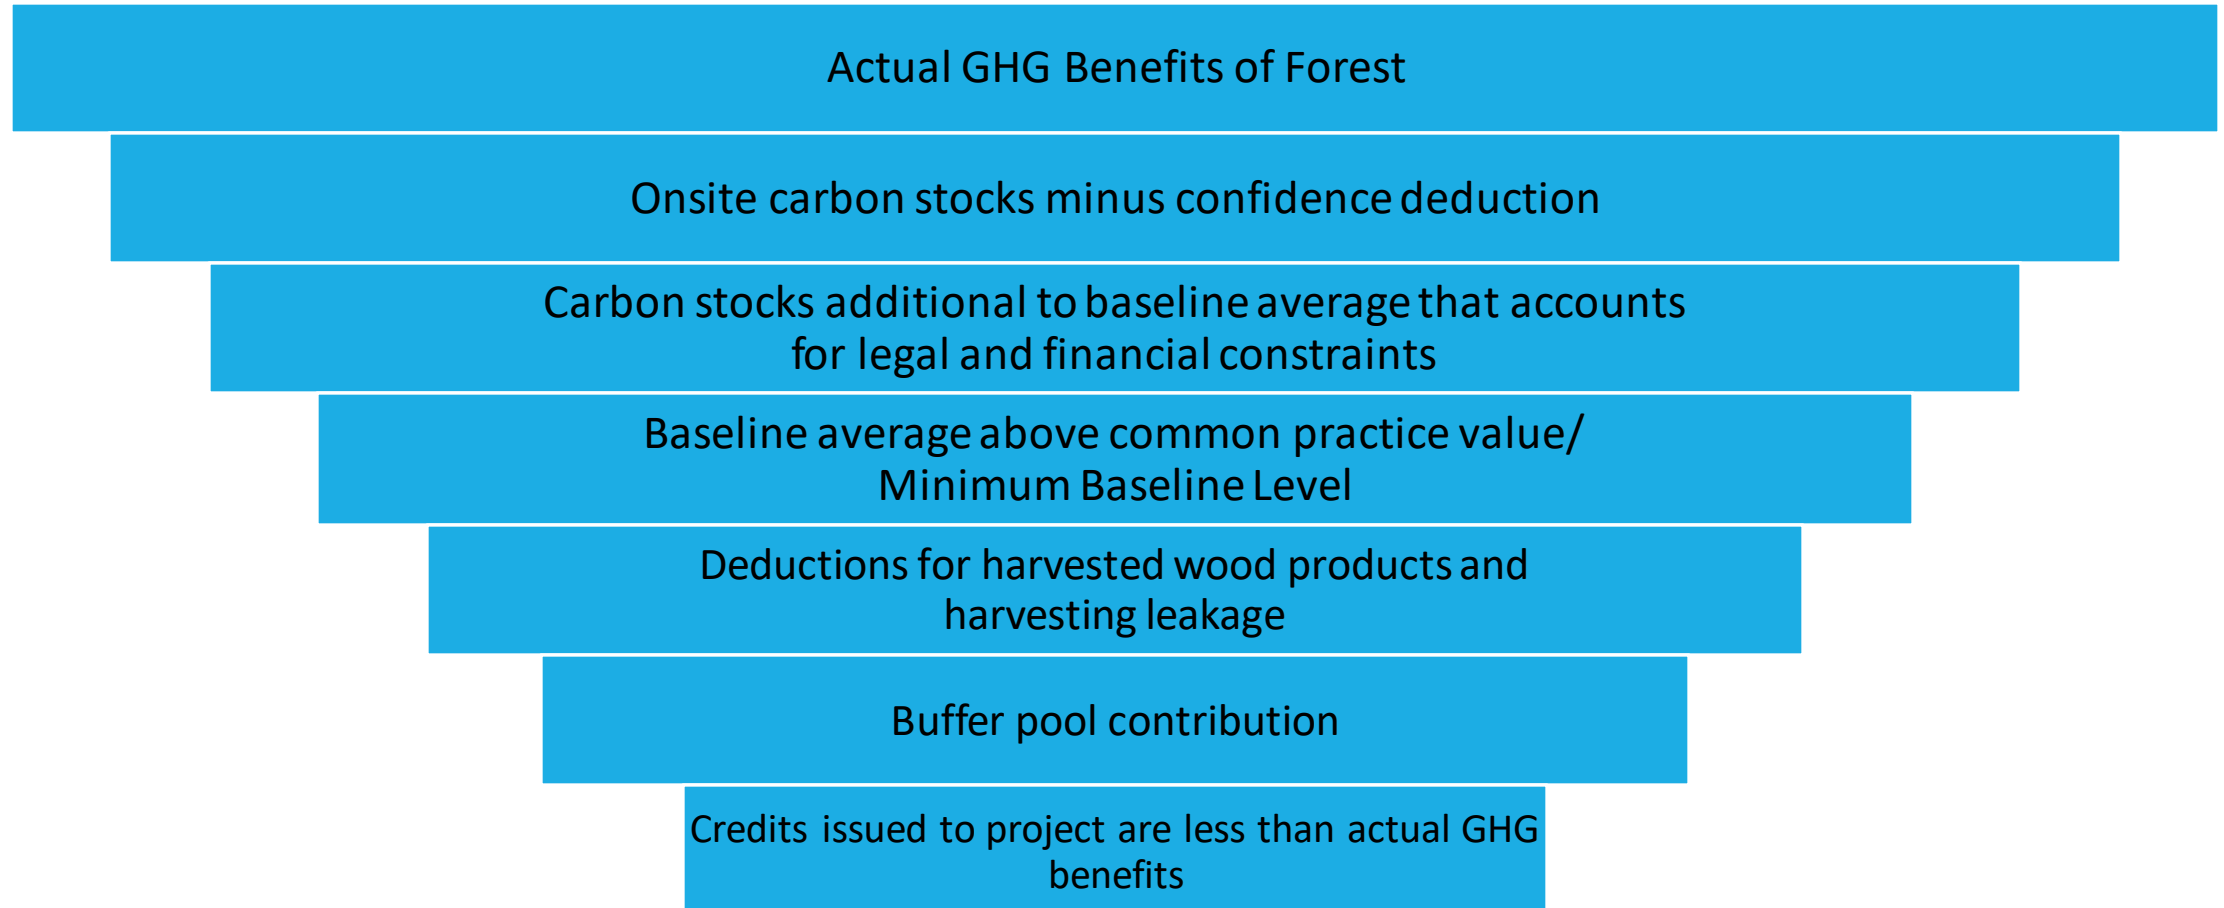 Actual GHG Benefits of Forest
Onsite carbon stocks minus confidence deduction
Carbon stocks additional to baseline average that accounts
for legal and financial constraints
Baseline average above common practice value/
Minimum Baseline Level
Deductions for harvested wood products and
harvesting leakage
Buffer pool contribution
Credits issued to project are less than actual GHG
benefits